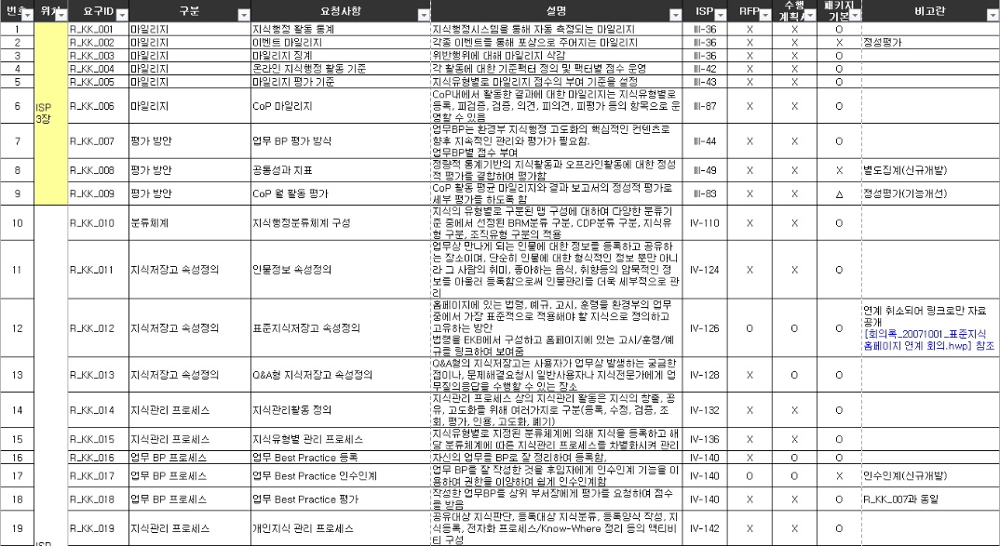 번호 위치 요구ID 구분 요청사항 설명 ISP RFP 수행계획서 패키지기본 비고란
ISP 3장
1 R_KK_001 마일리지 지식행정 활동 통계 지식행정시스템을 통해 자동 측정되는 마일리지 III-36 X X O
2 R_KK_002 마일리지 이벤트 마일리지 각종 이벤트를 통해 포상으로 주어지는 마일리지 III-36 X X X 정성평가
3 R_KK_003 마일리지 마일리지 징계 위반행위에 대해 마일리지 삭감 III-36 X X O
4 R_KK_004 마일리지 온라인 지식행정 활동 기준 각 활동에 대한 기준팩터 정의 및 팩터별 점수 운영 III-42 X X O
5 R_KK_005 마일리지 마일리지 평가 기준 지식유형별로 마일리지 점수의 부여 기준을 설정 III-43 X X O
6 R_KK_006 마일리지 CoP 마일리지 CoP내에서 활동한 결과에 대한 마일리지는 지식유형별로
등록, 피검증, 검증, 의견, 피의견, 피평가 등의 항목으로 운
영할 수 있음 III-87 X X O
7 R_KK_007 평가 방안 업무 BP 평가 방식 업무BP는 환경부 지식행정 고도화의 핵심적인 컨텐츠로
향후 지속적인 관리와 평가가 필요함.
업무BP별 점수 부여 III-44 X X O
8 R_KK_008 평가 방안 공통성과 지표 정량적 통계기반의 지식활동과 오프라인활동에 대한 정성
적 평가를 결합하여 평가함 III-49 X X X 별도집계(신규개발)
9 R_KK_009 평가 방안 CoP 월 활동 평가 CoP 활동 평균 마일리지와 결과 보고서의 정성적 평가로
세부 평가를 하도록 함 III-83 X X △ 정성평가(기능개선)
10 R_KK_010 분류체계 지식행정분류체계 구성 지식의 유형별로 구분된 맵 구성에 대하여 다양한 분류기
준 중에서 선정된 BRM분류 구분, CDP분류 구분, 지식유
형 구분, 조직유형 구분의 적용 IV-110 X X O
11 R_KK_011 지식저장고 속성정의 인물정보 속성정의 업무상 만나게 되는 인물에 대한 정보를 등록하고 공유하
는 장소이며, 단순히 인물에 대한 형식적인 정보 뿐만 아니
라 그 사람의 취미, 좋아하는 음식, 취향등의 암묵적인 정
보를 아울러 등록함으로써 인물관리를 더욱 세부적으로 관
리 IV-124 X X O
12 R_KK_012 지식저장고 속성정의 표준지식저장고 속성정의 홈페이지에 있는 법령, 예규, 고시, 훈령을 환경부의 업무
중에서 가장 표준적으로 적용해야 할 지식으로 정의하고
고유하는 방안
법령을 EKB에서 구성하고 홈페이지에 있는 고시/훈령/예
규를 링크하여 보여줌 IV-126 O O O 연계 취소되어 링크로만 자료
공개
[회의록_20071001_표준지식
홈페이지 연계 회의.hwp] 참조
13 R_KK_013 지식저장고 속성정의 Q&A형 지식저장고 속성정의 Q&A형의 지식저장고는 사용자가 업무상 발생하는 궁금한
점이나, 문제해결요청시 일반사용자나 지식전문가에게 업
무질의응답을 수행할 수 있는 장소 IV-128 X O O
14 R_KK_014 지식관리 프로세스 지식관리활동 정의 지식관리 프로세스 상의 지식관리 활동은 지식의 창출, 공
유, 고도화를 위해 여러가지로 구분(등록, 수정, 검증, 조
회, 평가, 인용, 고도화, 폐기) IV-132 X X O
15 R_KK_015 지식관리 프로세스 지식유형별 관리 프로세스 지식유형별로 지정된 분류체계에 의해 지식을 등록하고 해
당 분류체계에 따른 지식관리 프로세스를 차별화시켜 관리 IV-136 X X O
16 R_KK_016 업무 BP 프로세스 업무 Best Practice 등록 자신의 업무를 BP로 잘 정리하여 등록함, IV-140 X O O
17 R_KK_017 업무 BP 프로세스 업무 Best Practice 인수인계 업무 BP를 잘 작성한 것을 후임자에게 인수인계 기능을 이
용하여 권한을 이양하여 쉽게 인수인계함 IV-140 O O X 인수인계(신규개발)
18 R_KK_018 업무 BP 프로세스 업무 Best Practice 평가 작성한 업무BP를 상위 부서장에게 평가를 요청하여 점수
를 받음 IV-140 X X O R_KK_007과 동일
19 R_KK_019 지식관리 프로세스 개인지식 관리 프로세스 공유대상 지식판단, 등록대상 지식분류, 등록양식 작성, 지
식등록, 전자화 프로세스/Know-Where 정리 등의 액티비
티 구성 IV-142 X X O
ISP